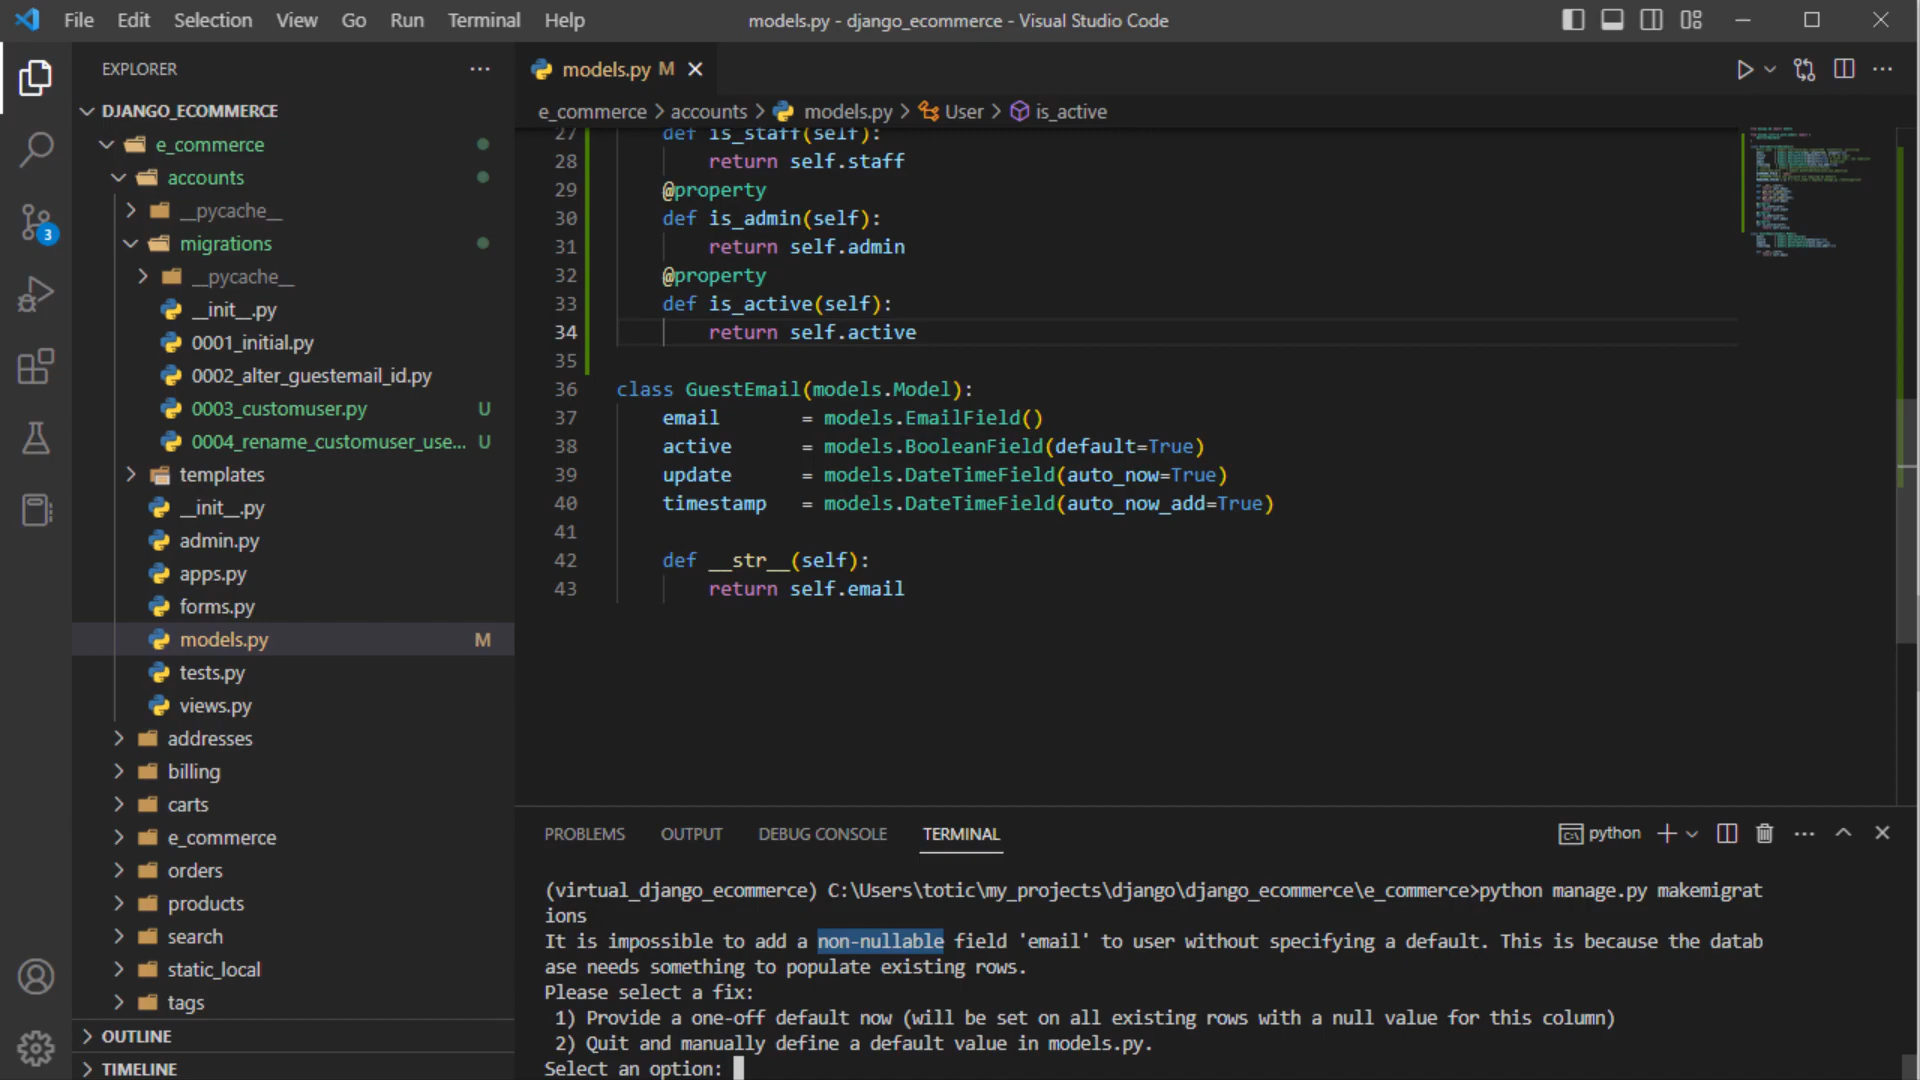 File Edit Selection View Go Run Terminal Help
models.py - django_ecommerce - Visual Studio Code
EXPLORER
DJANGO_ECOMMERCE
e_commerce
accounts
__pycache__
migrations
__pycache__
__init__.py
0001_initial.py
0002_alter_guestemail_id.py
0003_customuser.py U
0004_rename_customuser_use... U
templates
__init__.py
admin.py
apps.py
forms.py
models.py M
tests.py
views.py
addresses
billing
carts
e_commerce
orders
products
search
static_local
tags
OUTLINE
TIMELINE
3
models.py M
e_commerce > accounts > models.py > User > is_active
27 def is_staff(self):
28 return self.staff
29 @property
30 def is_admin(self):
31 return self.admin
32 @property
33 def is_active(self):
34 return self.active
35
36 class GuestEmail(models.Model):
37 email = models.EmailField()
38 active = models.BooleanField(default=True)
39 update = models.DateTimeField(auto_now=True)
40 timestamp = models.DateTimeField(auto_now_add=True)
41
42 def __str__(self):
43 return self.email
PROBLEMS OUTPUT DEBUG CONSOLE TERMINAL
python
(virtual_django_ecommerce) C:\Users\totic\my_projects\django\django_ecommerce\e_commerce>python manage.py makemigrat
ions
It is impossible to add a non-nullable field 'email' to user without specifying a default. This is because the datab
ase needs something to populate existing rows.
Please select a fix:
1) Provide a one-off default now (will be set on all existing rows with a null value for this column)
2) Quit and manually define a default value in models.py.
Select an option: